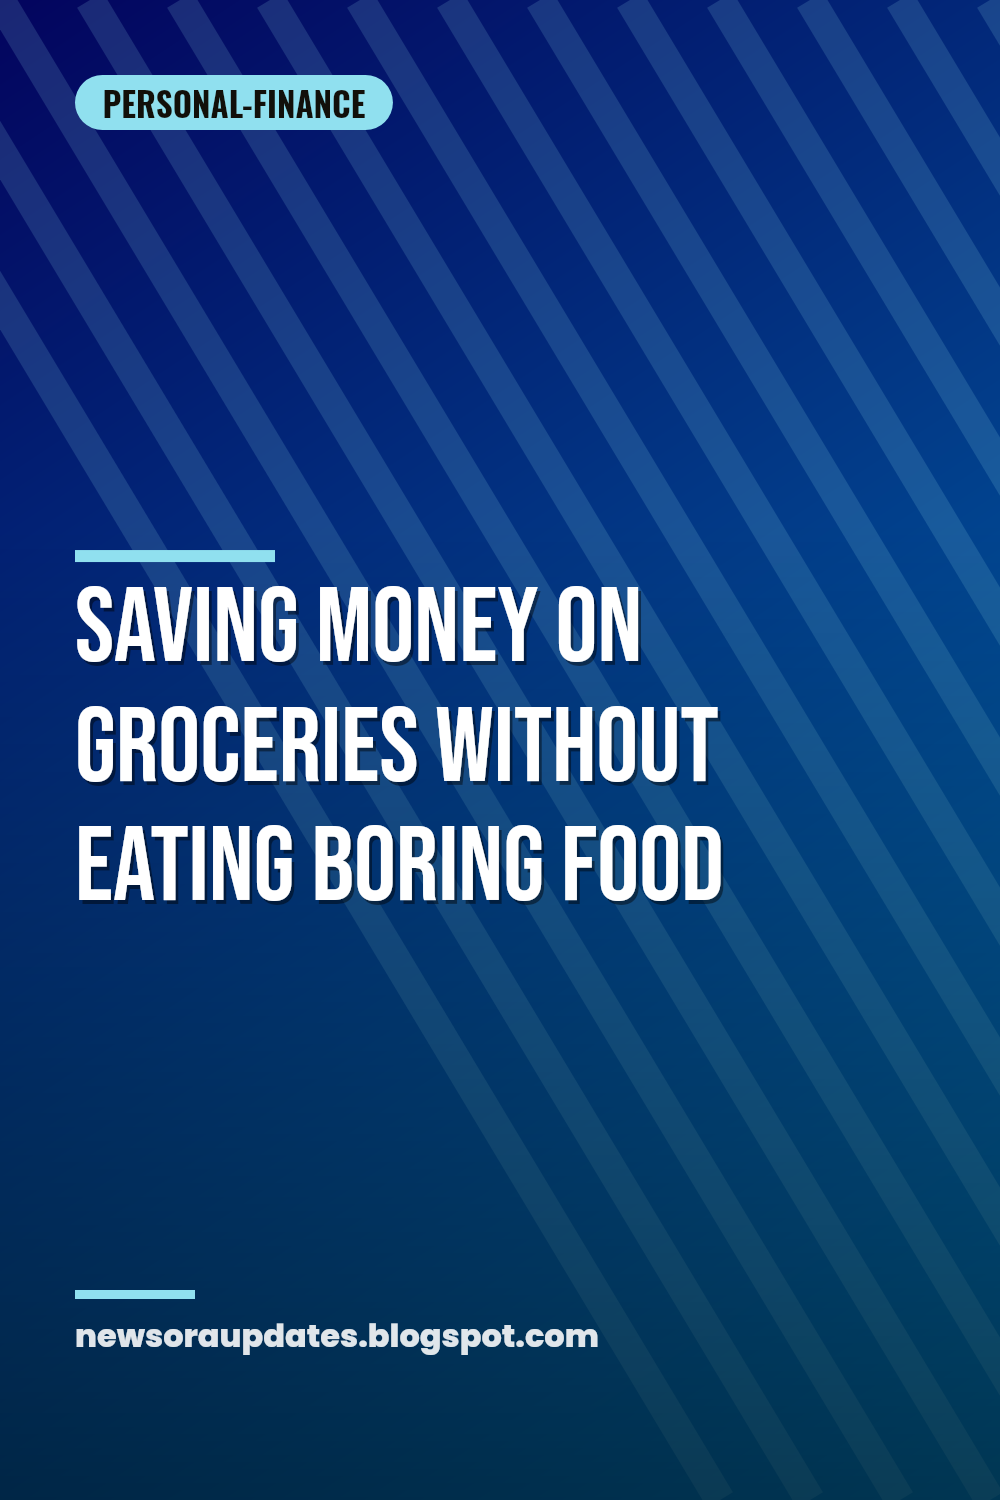 PERSONAL-FINANCE
SAVING MONEY ON
GROCERIES WITHOUT
EATING BORING FOOD
newsoraupdates.blogspot.com